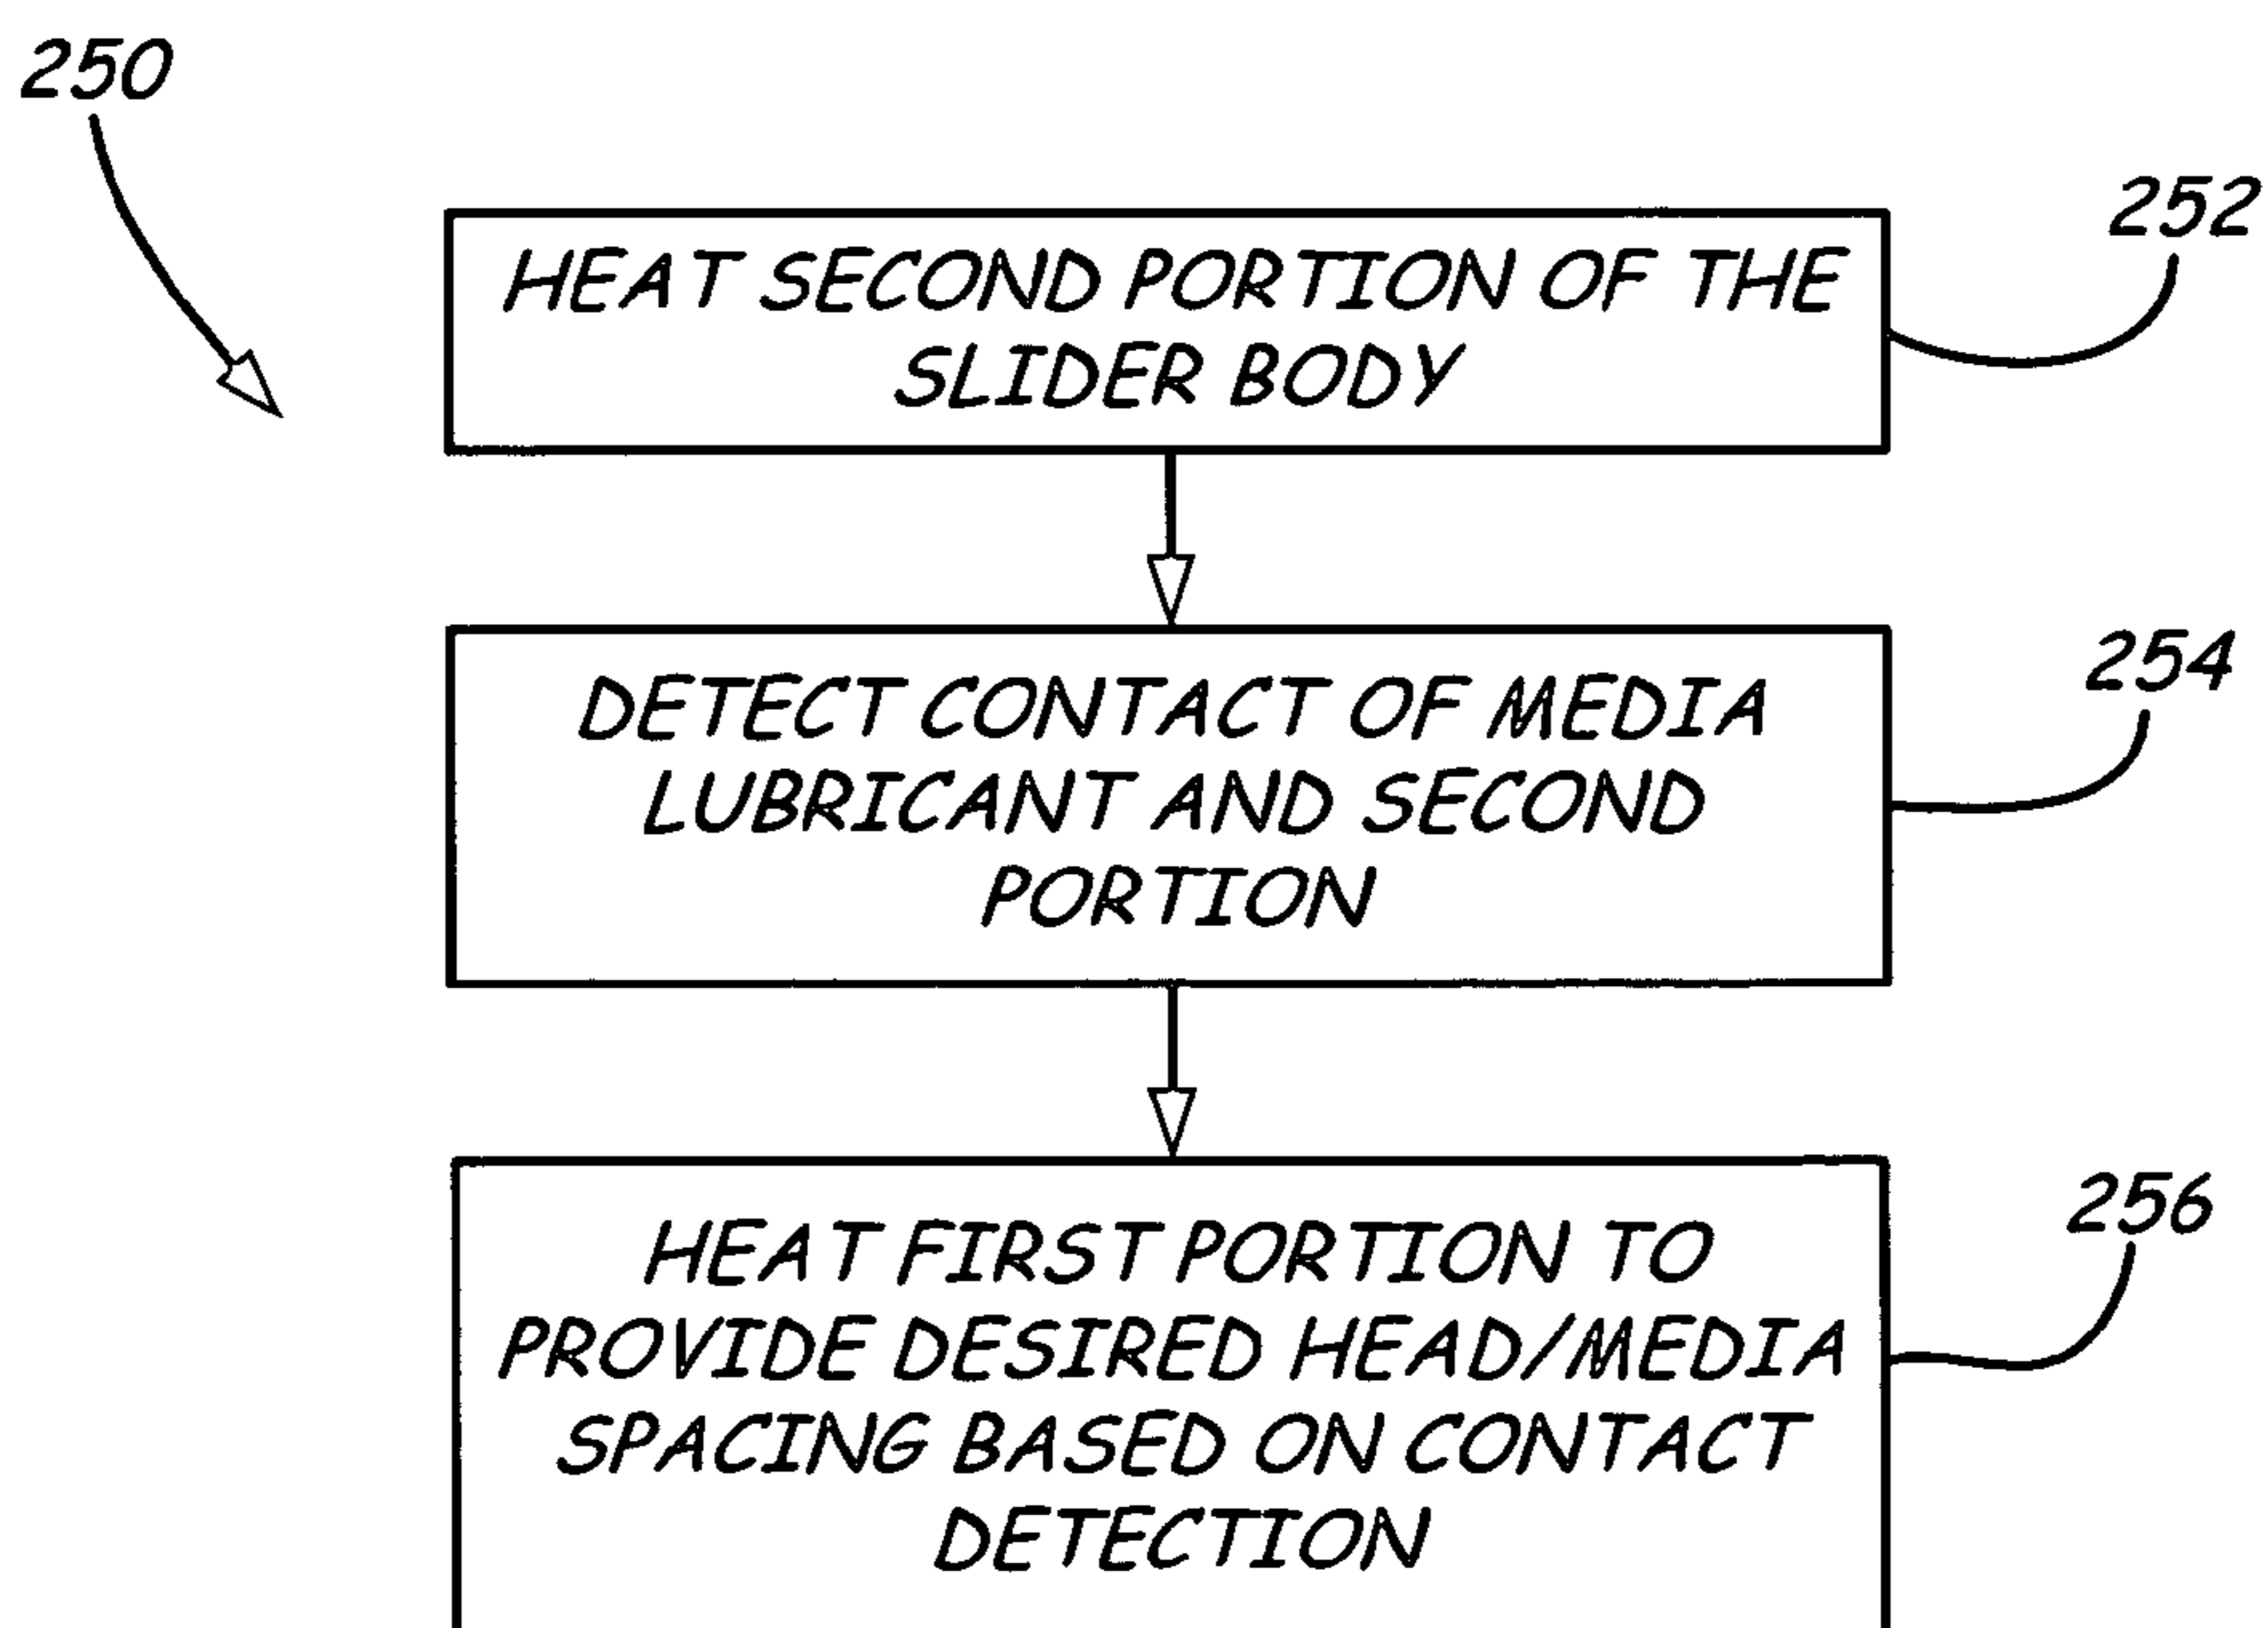 250
252
HEAT SECOND PORTION OF THE
SLIDER BODY
254
DETECT CONTACT OF MEDIA
LUBRICANT AND SECOND
PORTION
256
HEAT FIRST PORTION TO
PROVIDE DESIRED HEAD/MEDIA
SPACING BASED ON CONTACT
DETECTION